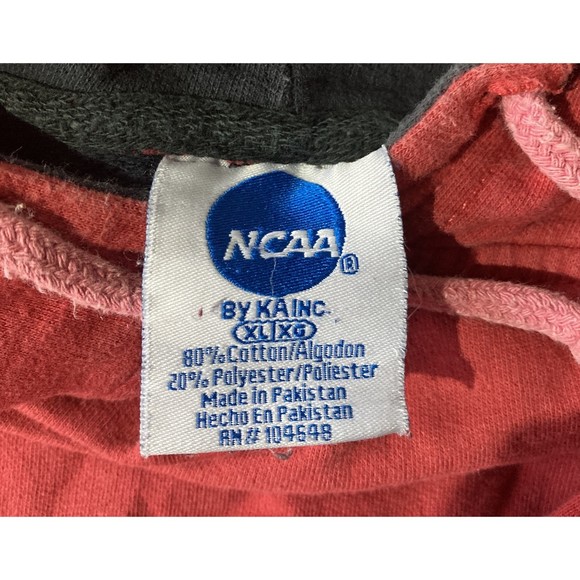 NCAA®
BY KA INC.
XL|XG
80% Cotton/Algodon
20% Polyester/Poliester
Made in Pakistan
Hecho En Pakistan
RN# 104648